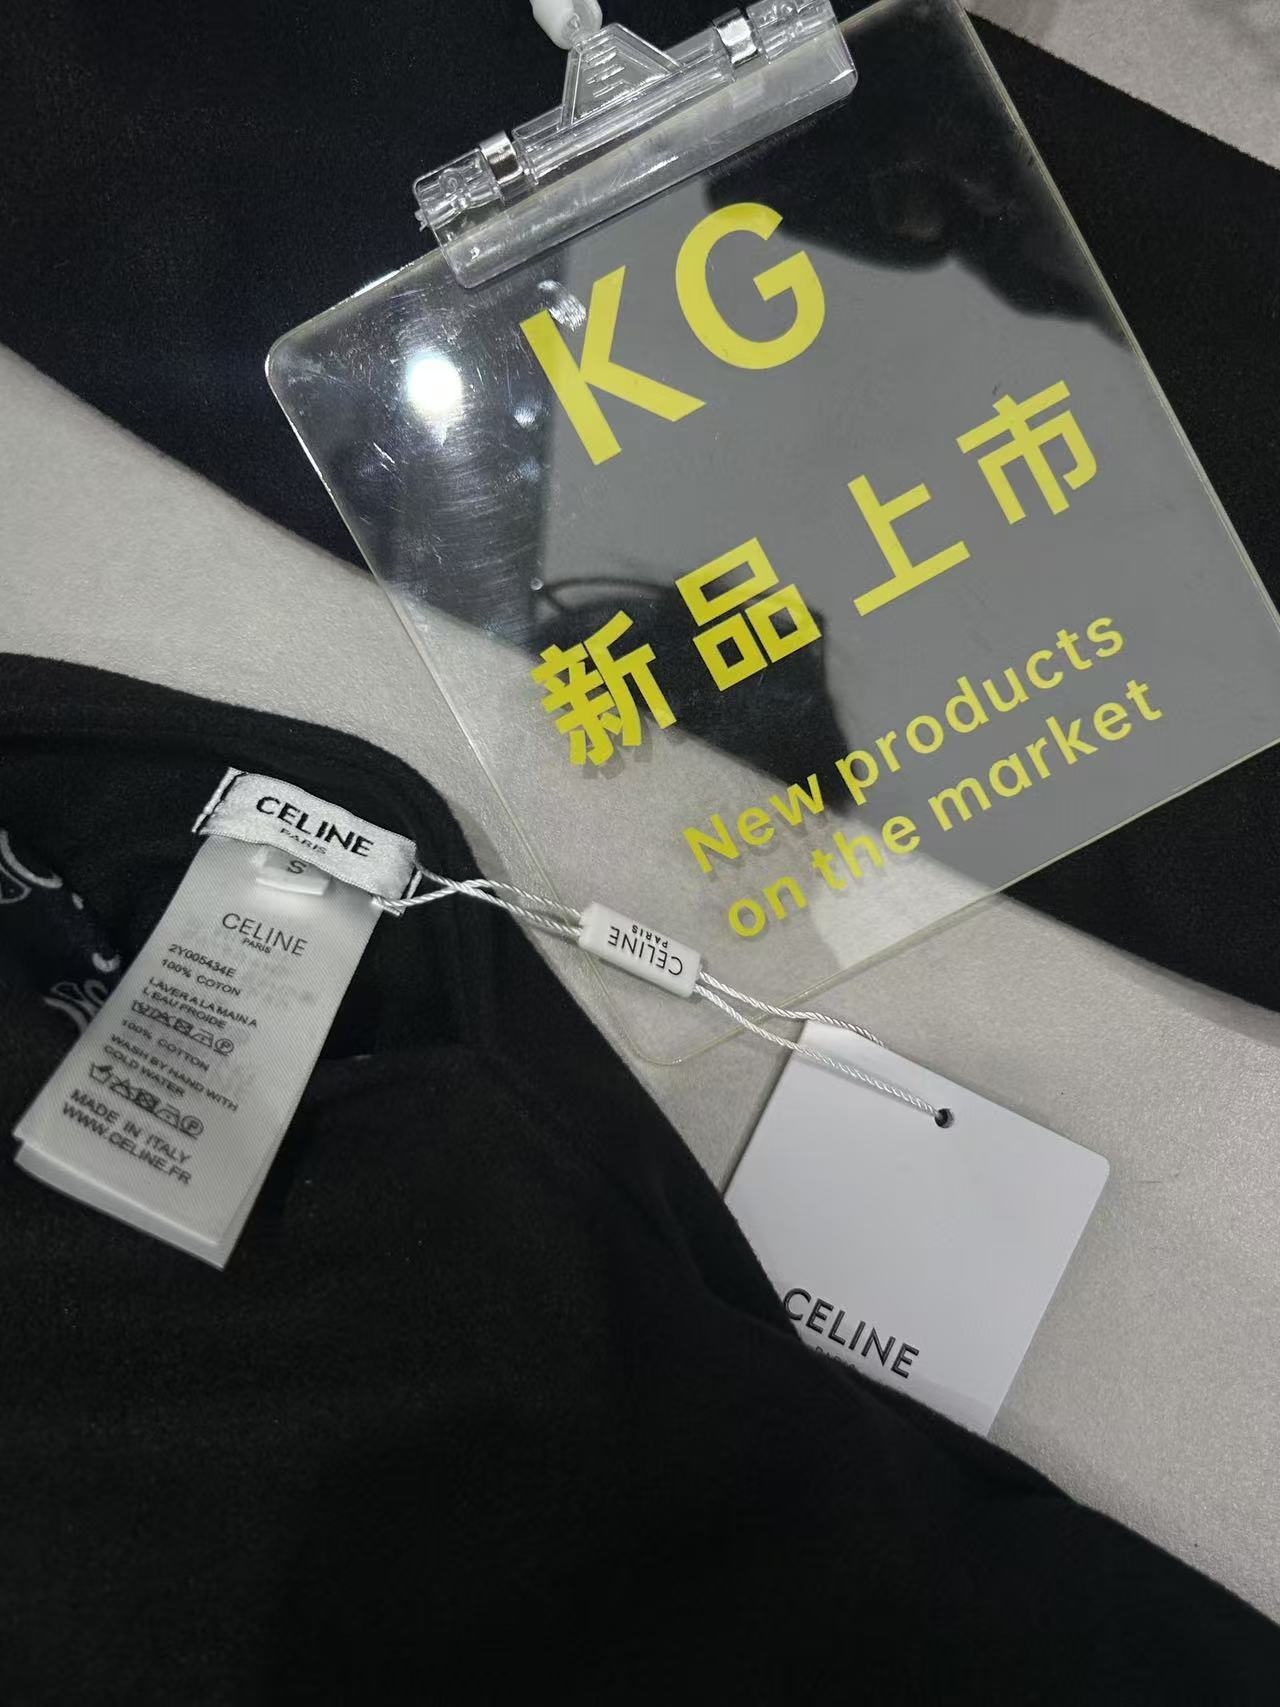 KG
新品上市
New products
on the market
CELINE
PARIS
S
CELINE
PARIS
2Y005434E
100% COTON
LAVER A LA MAIN A
L'EAU PROIDE
P
100% COTTON
WASH BY HAND WITH
COLD WATER
P
MADE IN ITALY
WWW.CELINE.FR
CELINE
PARIS
CELINE
PARIS